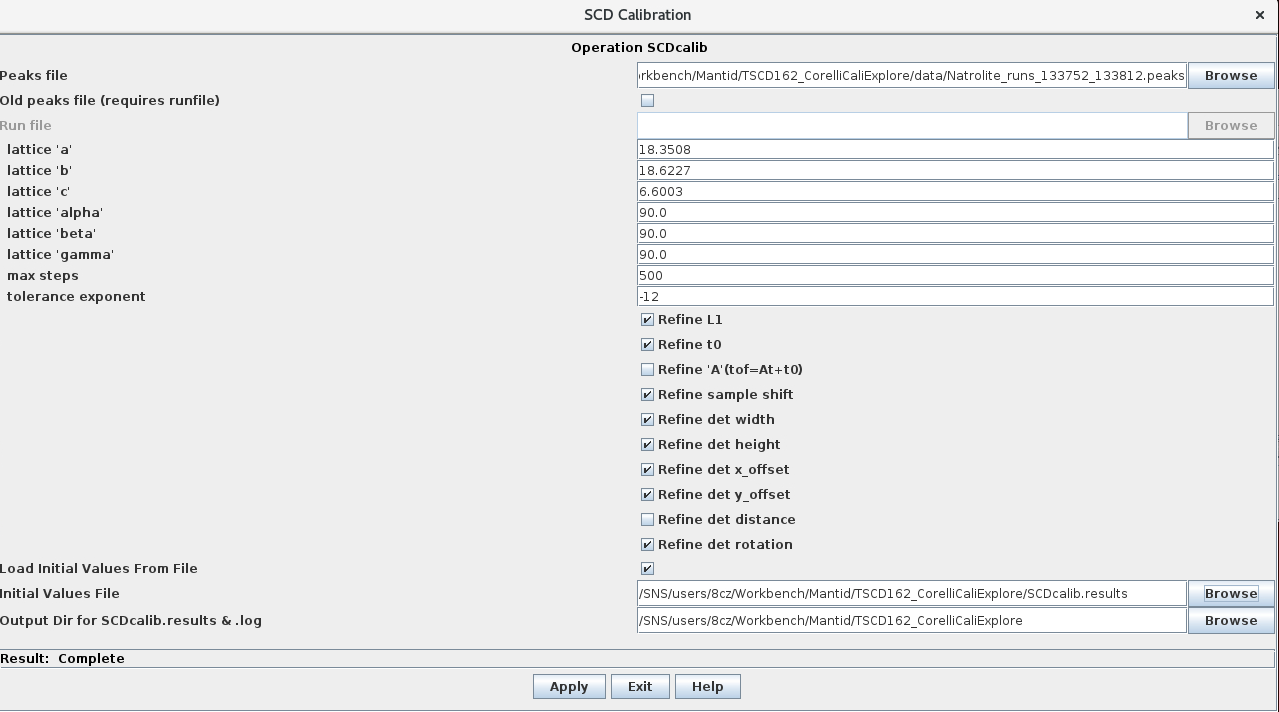 SCD Calibration ×
Operation SCDcalib
Peaks file rkbench/Mantid/TSCD162_CorelliCaliExplore/data/Natrolite_runs_133752_133812.peaks Browse
Old peaks file (requires runfile)
Run file Browse
lattice 'a' 18.3508
lattice 'b' 18.6227
lattice 'c' 6.6003
lattice 'alpha' 90.0
lattice 'beta' 90.0
lattice 'gamma' 90.0
max steps 500
tolerance exponent -12
Refine L1
Refine t0
Refine 'A'(tof=At+t0)
Refine sample shift
Refine det width
Refine det height
Refine det x_offset
Refine det y_offset
Refine det distance
Refine det rotation
Load Initial Values From File
Initial Values File /SNS/users/8cz/Workbench/Mantid/TSCD162_CorelliCaliExplore/SCDcalib.results Browse
Output Dir for SCDcalib.results & .log /SNS/users/8cz/Workbench/Mantid/TSCD162_CorelliCaliExplore Browse
Result: Complete
Apply Exit Help